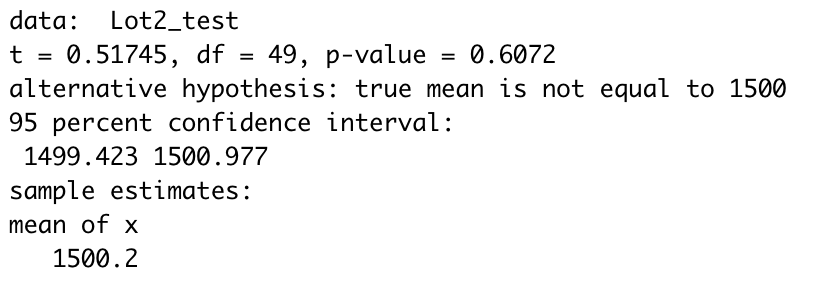 data:  Lot2_test
t = 0.51745, df = 49, p-value = 0.6072
alternative hypothesis: true mean is not equal to 1500
95 percent confidence interval:
 1499.423 1500.977
sample estimates:
mean of x
   1500.2